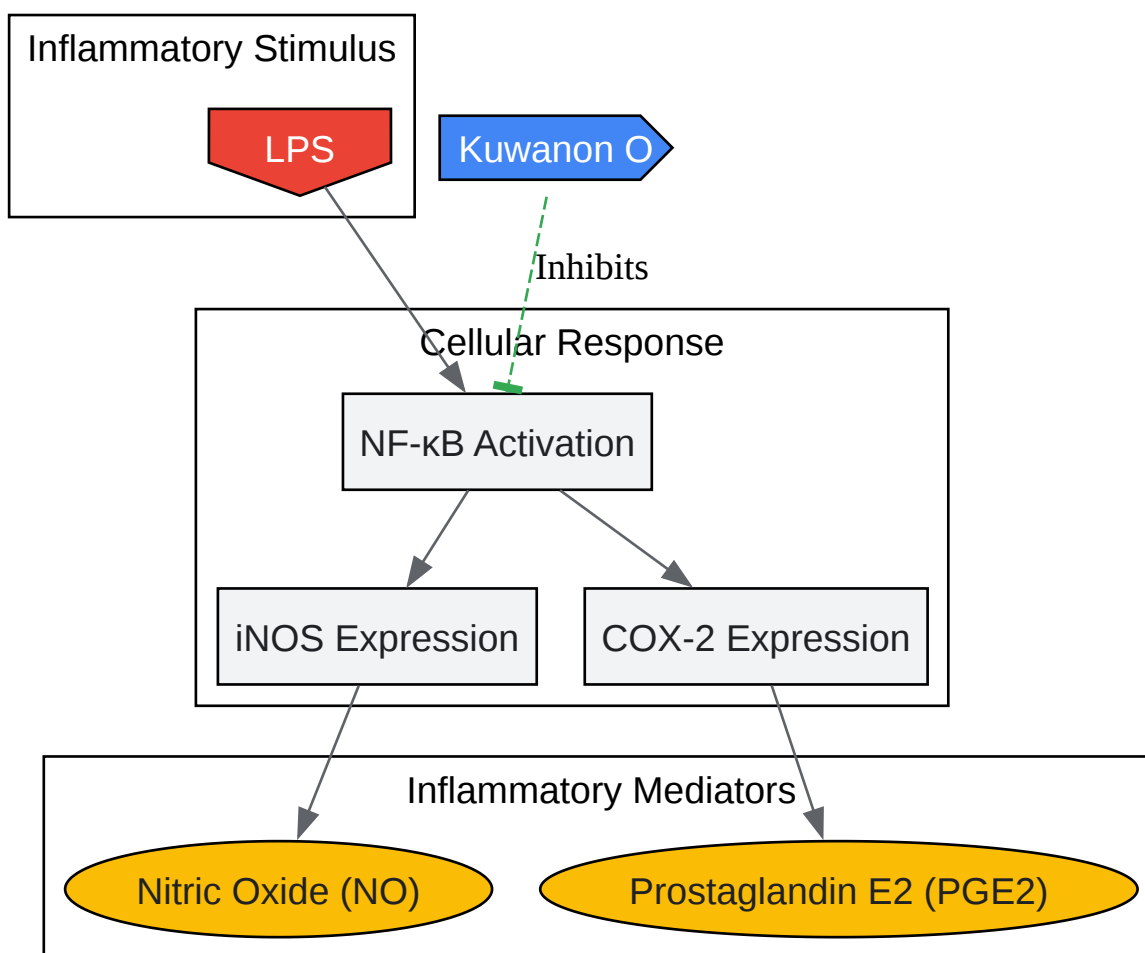 Inflammatory Stimulus
LPS
Kuwanon O
Inhibits
Cellular Response
NF-κB Activation
iNOS Expression
COX-2 Expression
Inflammatory Mediators
Nitric Oxide (NO)
Prostaglandin E2 (PGE2)